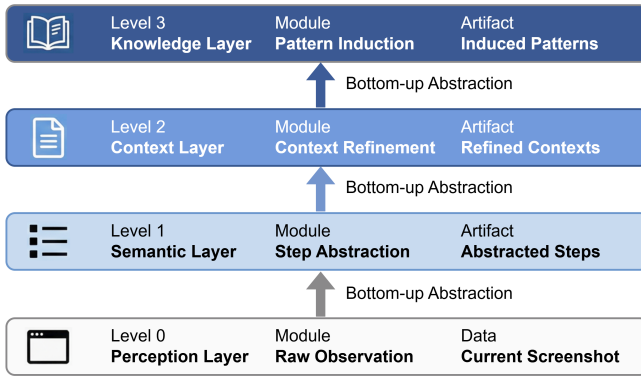 Level 3 Module Artifact
Knowledge Layer Pattern Induction Induced Patterns
Bottom-up Abstraction
Level 2 Module Artifact
Context Layer Context Refinement Refined Contexts
Bottom-up Abstraction
Level 1 Module Artifact
Semantic Layer Step Abstraction Abstracted Steps
Bottom-up Abstraction
Level 0 Module Data
Perception Layer Raw Observation Current Screenshot